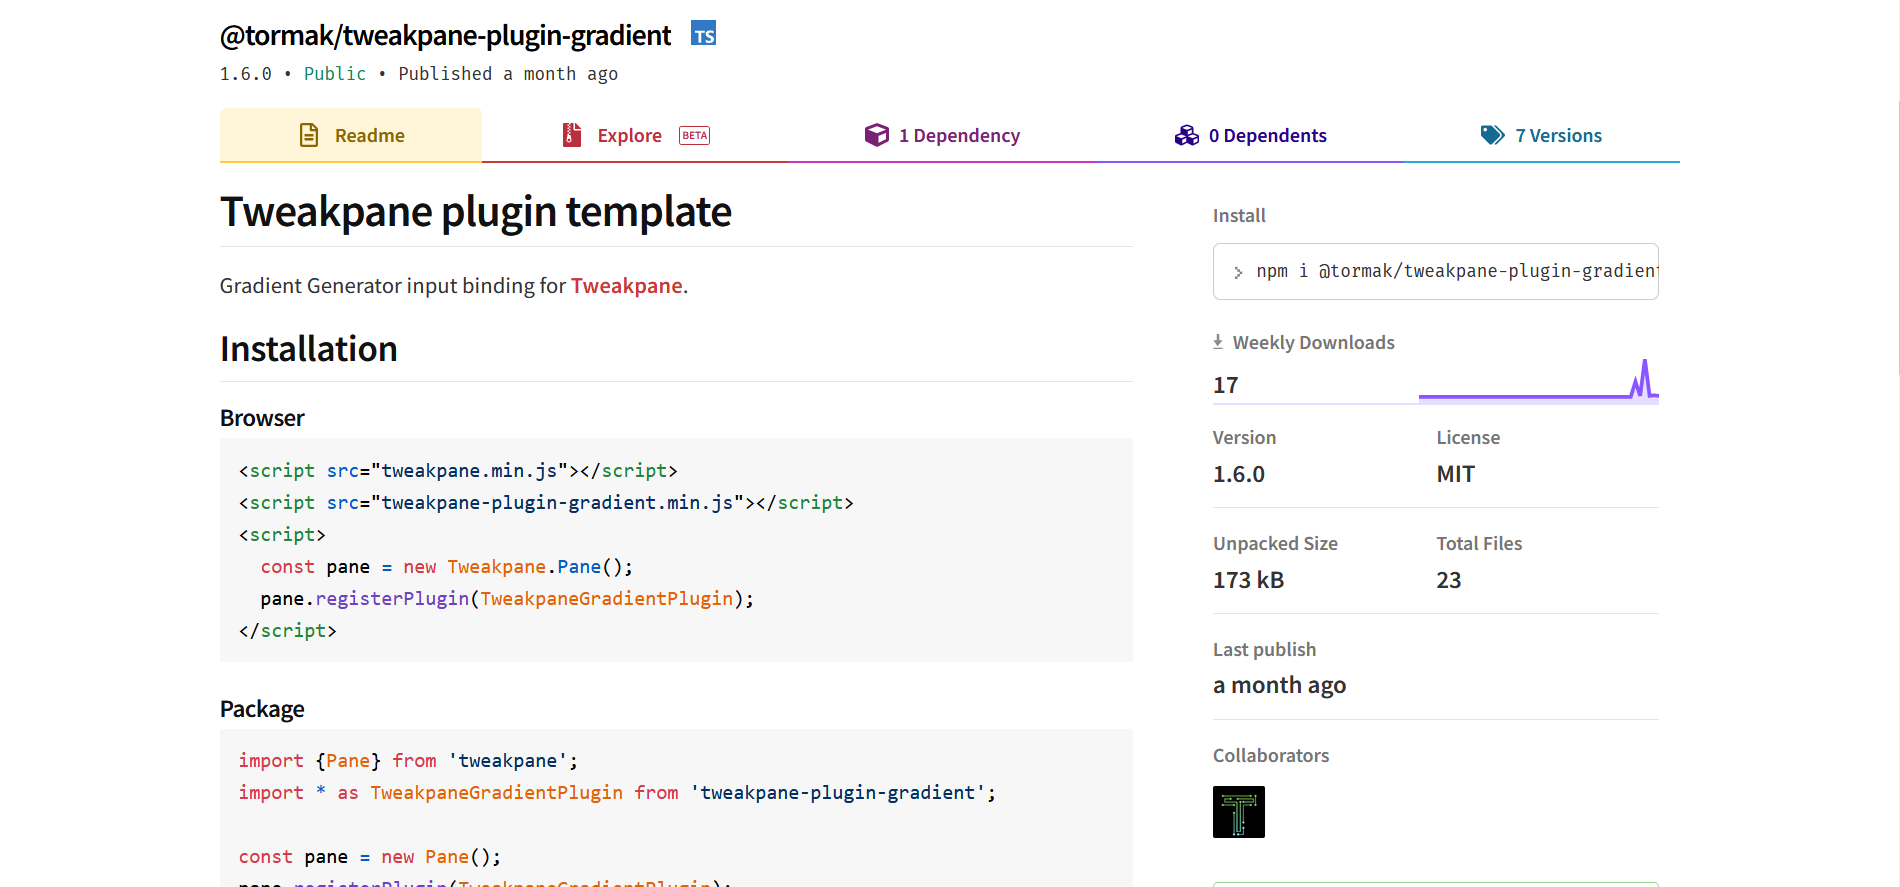 @tormak/tweakpane-plugin-gradient TS
1.6.0 • Public • Published a month ago
Readme
Explore BETA
1 Dependency
0 Dependents
7 Versions
Tweakpane plugin template
Gradient Generator input binding for Tweakpane.
Installation
Browser
<script src="tweakpane.min.js"></script>
<script src="tweakpane-plugin-gradient.min.js"></script>
<script>
  const pane = new Tweakpane.Pane();
  pane.registerPlugin(TweakpaneGradientPlugin);
</script>
Package
import {Pane} from 'tweakpane';
import * as TweakpaneGradientPlugin from 'tweakpane-plugin-gradient';
const pane = new Pane();
pane.registerPlugin(TweakpaneGradientPlugin);
Install
> npm i @tormak/tweakpane-plugin-gradient
Weekly Downloads
17
Version
1.6.0
License
MIT
Unpacked Size
173 kB
Total Files
23
Last publish
a month ago
Collaborators
T